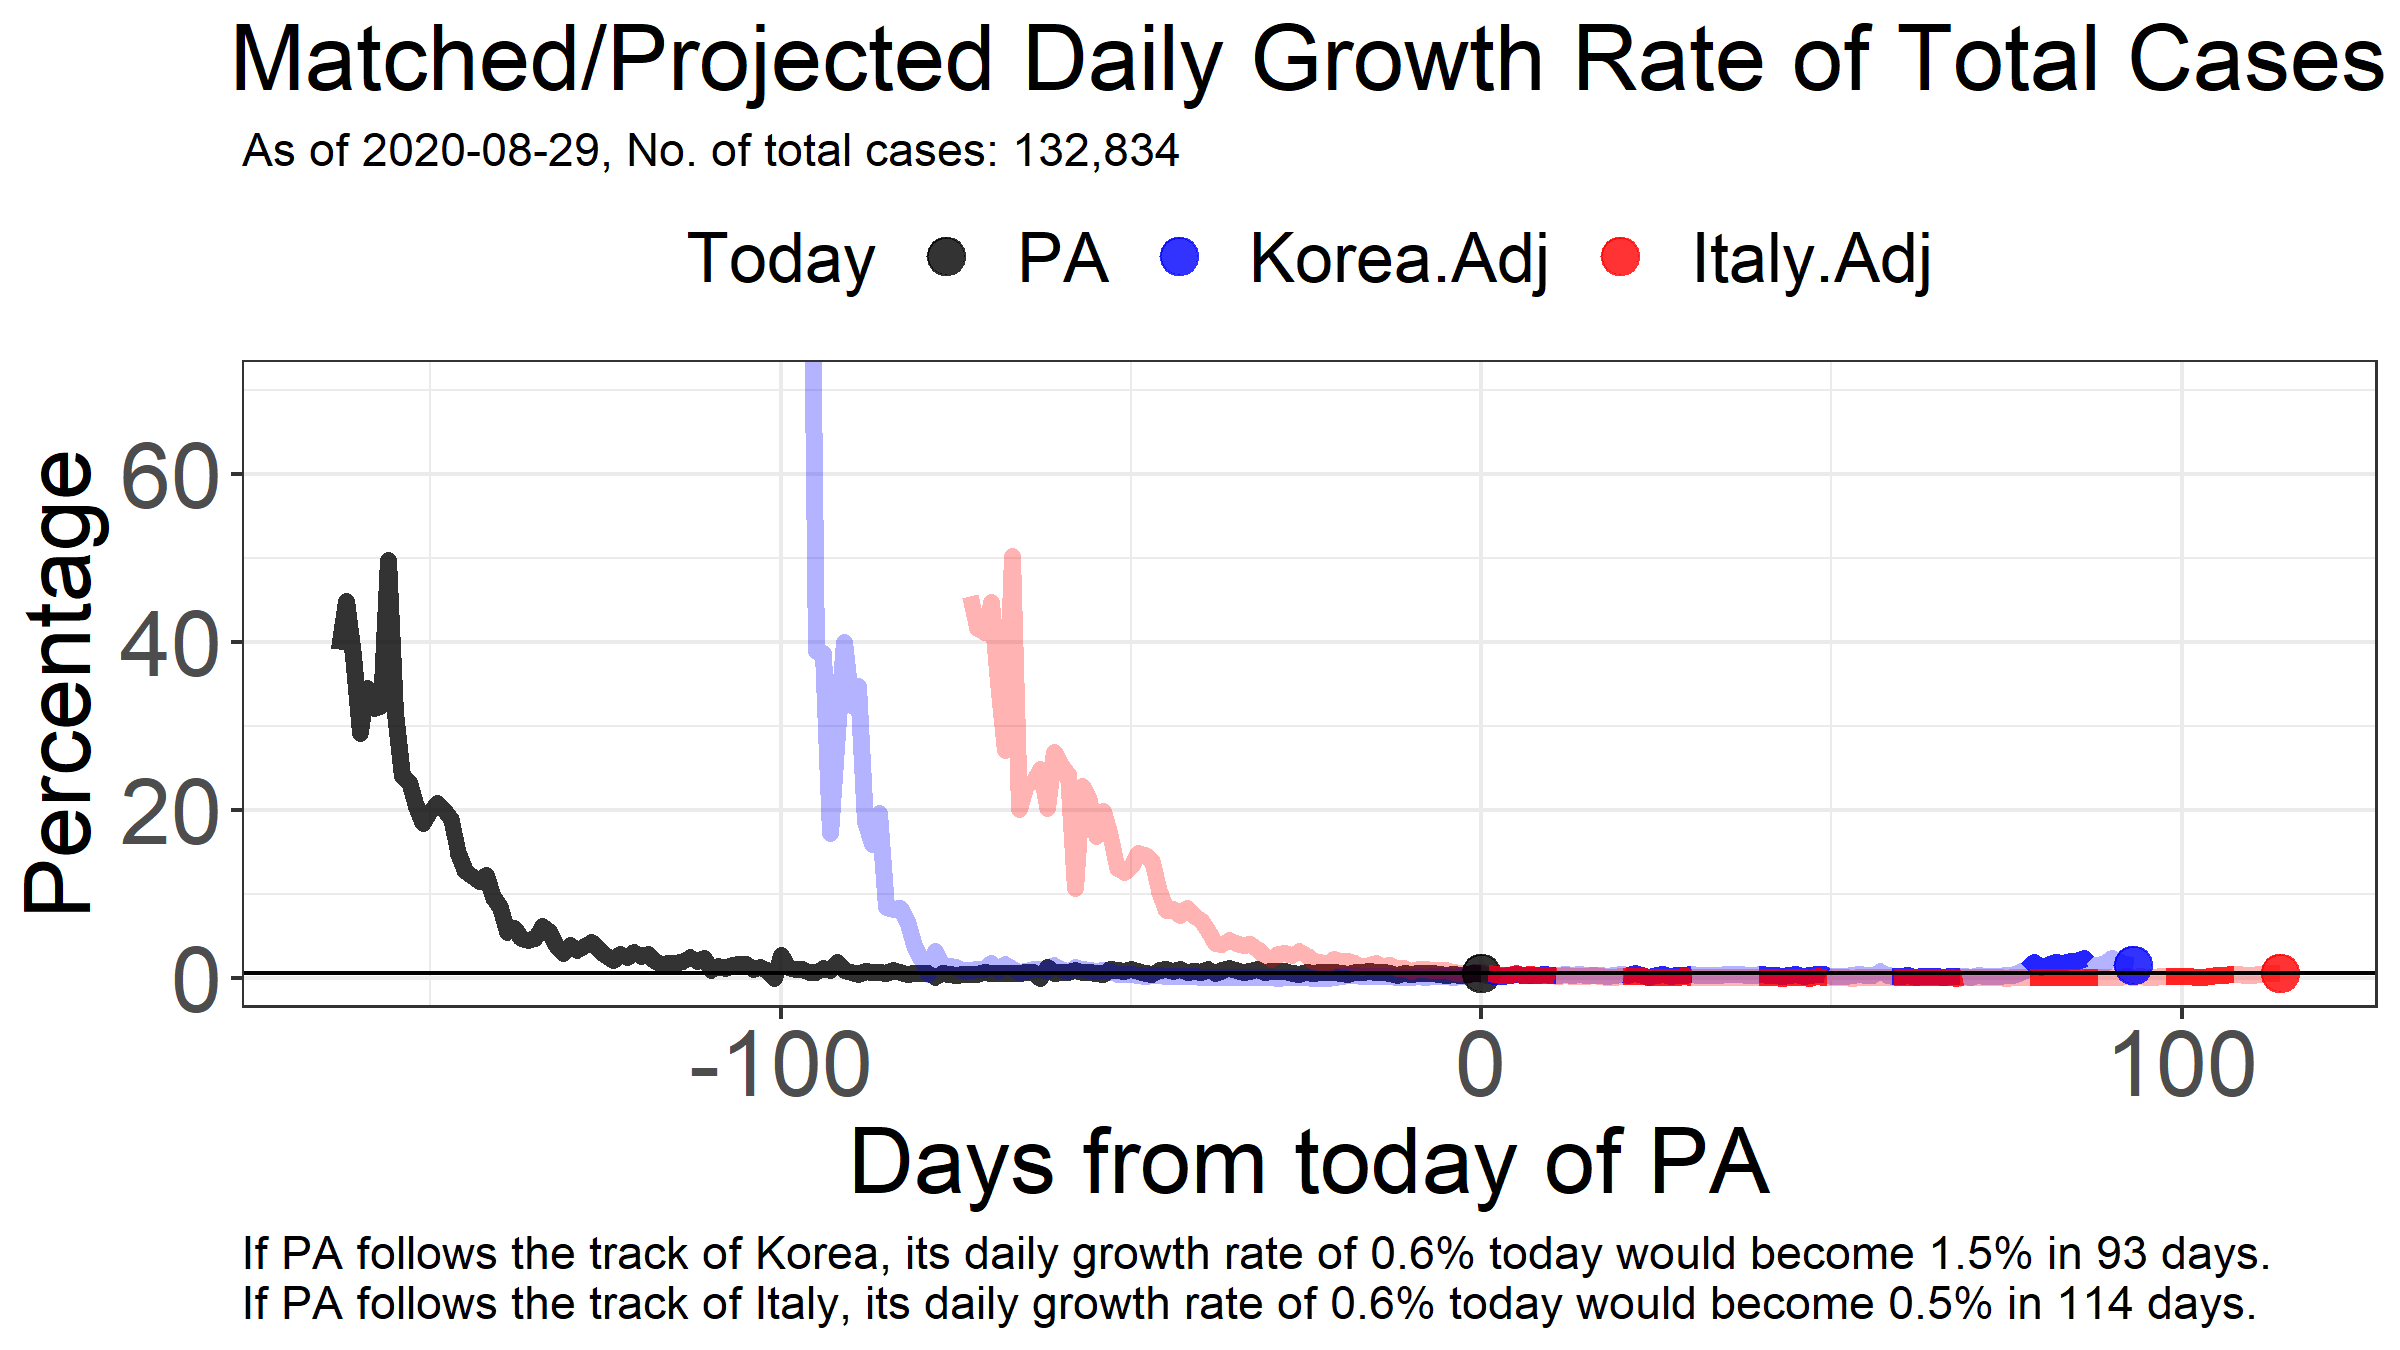 Matched/Projected Daily Growth Rate of Total Cases
As of 2020-08-29, No. of total cases: 132,834
Today PA Korea.Adj Italy.Adj
Percentage
60
40
20
0
-100 0 100
Days from today of PA
If PA follows the track of Korea, its daily growth rate of 0.6% today would become 1.5% in 93 days.
If PA follows the track of Italy, its daily growth rate of 0.6% today would become 0.5% in 114 days.